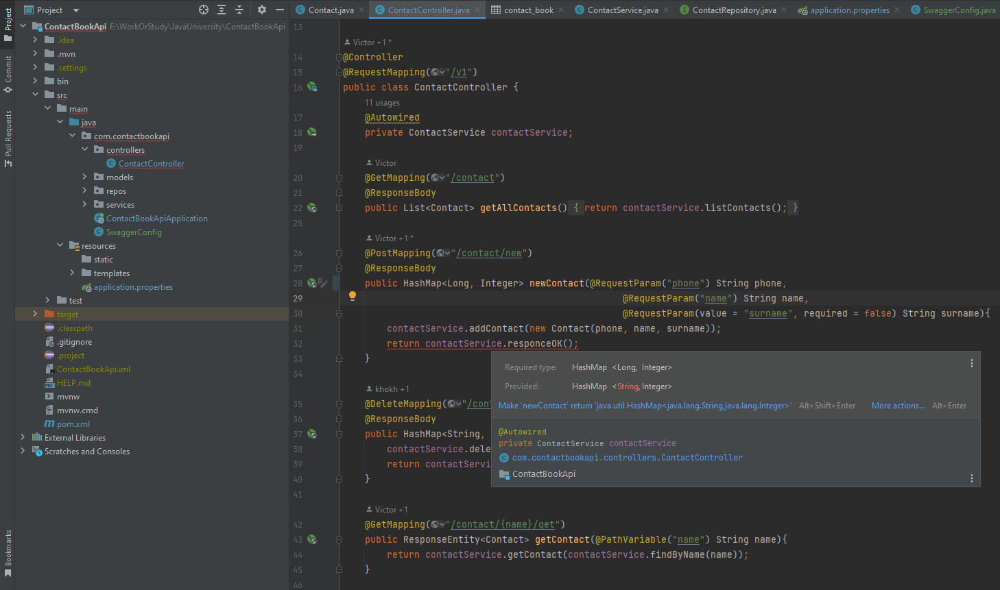 Project
Commit
Pull Requests
Bookmarks
Project
ContactBookApi E:\WorkOrStudy\JavaUniversity\ContactBookApi
.idea
.mvn
.settings
bin
src
main
java
com.contactbookapi
controllers
ContactController
models
repos
services
ContactBookApiApplication
SwaggerConfig
resources
static
templates
application.properties
test
target
.classpath
.gitignore
.project
ContactBookApi.iml
HELP.md
mvnw
mvnw.cmd
pom.xml
External Libraries
Scratches and Consoles
Contact.java ContactController.java contact_book ContactService.java ContactRepository.java application.properties SwaggerConfig.java
13
Victor +1 *
14 @Controller
15 @RequestMapping("/v1")
16 public class ContactController {
11 usages
17 @Autowired
18 private ContactService contactService;
19
Victor
20 @GetMapping("/contact")
21 @ResponseBody
22 public List<Contact> getAllContacts() { return contactService.listContacts(); }
25
Victor +1 *
26 @PostMapping("/contact/new")
27 @ResponseBody
28 public HashMap<Long, Integer> newContact(@RequestParam("phone") String phone,
29 @RequestParam("name") String name,
30 @RequestParam(value = "surname", required = false) String surname){
31 contactService.addContact(new Contact(phone, name, surname));
32 return contactService.responceOK();
33 }
34
khokh +1
35 @DeleteMapping("/cont
36 @ResponseBody
37 public HashMap<String,
38 contactService.dele
39 return contactServi
40 }
41
Victor +1
42 @GetMapping("/contact/{name}/get")
43 public ResponseEntity<Contact> getContact(@PathVariable("name") String name){
44 return contactService.getContact(contactService.findByName(name));
45 }
46
Required type: HashMap <Long, Integer>
Provided: HashMap <String,Integer>
Make 'newContact' return 'java.util.HashMap<java.lang.String,java.lang.Integer>' Alt+Shift+Enter More actions... Alt+Enter
@Autowired
private ContactService contactService
com.contactbookapi.controllers.ContactController
ContactBookApi